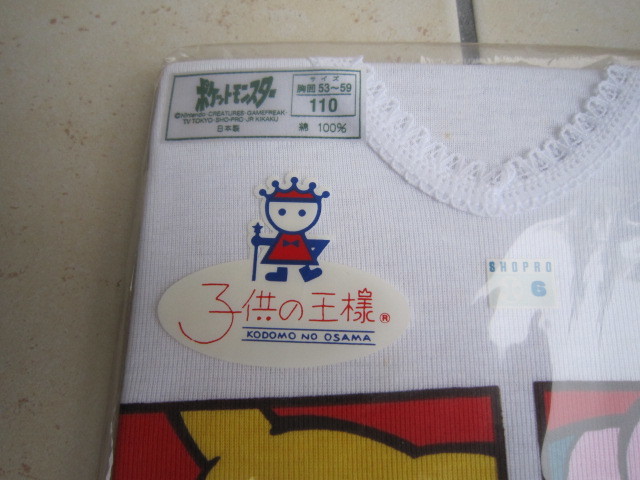 ポケットモンスター
©Nintendo·CREATURES·GAMEFREAK·
TV TOKYO·SHO-PRO·JR.KIKAKU
日本製
サイズ
胸囲 53〜59
110
綿 100%
子供の王様®
KODOMO NO OSAMA
SHOPRO
6